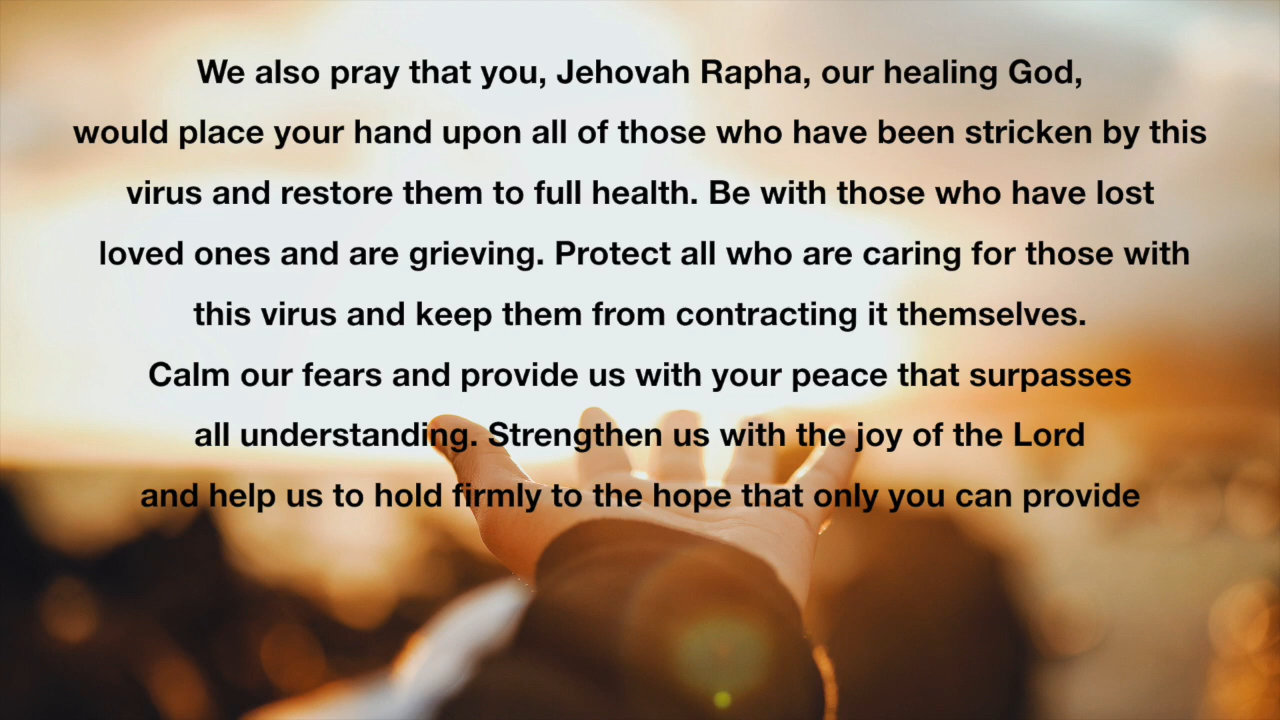 We also pray that you, Jehovah Rapha, our healing God,
would place your hand upon all of those who have been stricken by this
virus and restore them to full health. Be with those who have lost
loved ones and are grieving. Protect all who are caring for those with
this virus and keep them from contracting it themselves.
Calm our fears and provide us with your peace that surpasses
all understanding. Strengthen us with the joy of the Lord
and help us to hold firmly to the hope that only you can provide